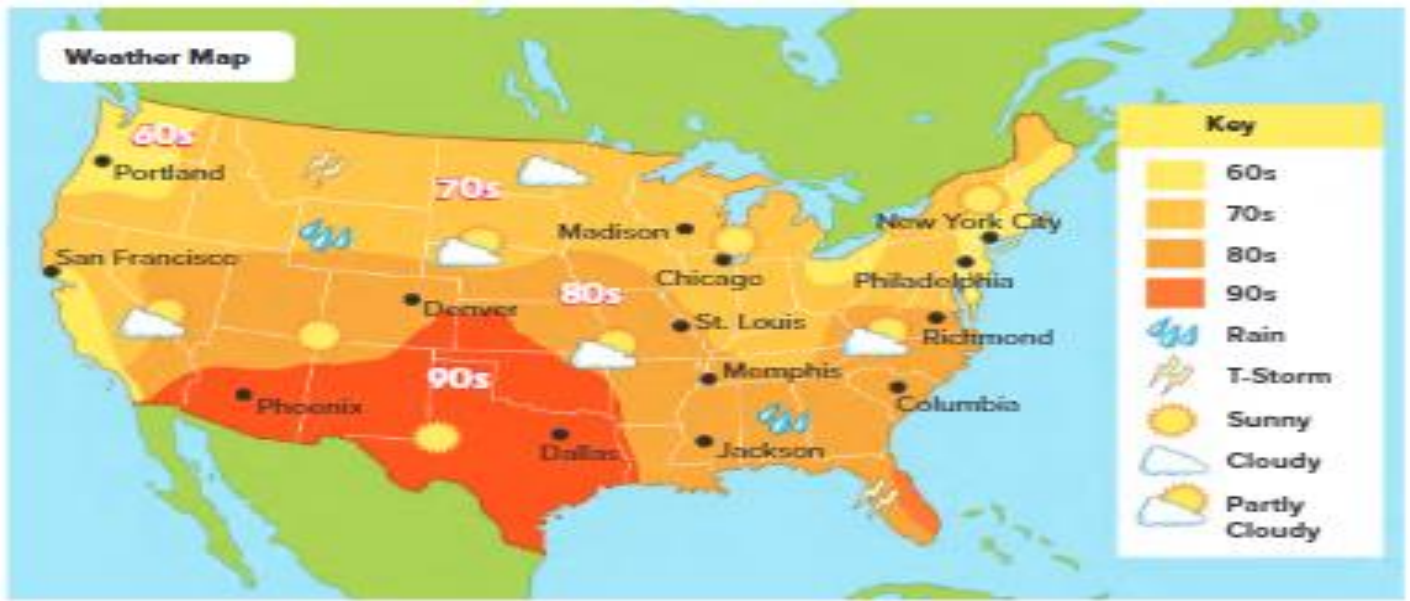 Weather Map
60s
Portland
70s
Madison
New York City
San Francisco
Chicago
Philadelphia
Denver
80s
St. Louis
Richmond
90s
Memphis
Phoenix
Columbia
Dallas
Jackson
Key
60s
70s
80s
90s
Rain
T-Storm
Sunny
Cloudy
Partly
Cloudy